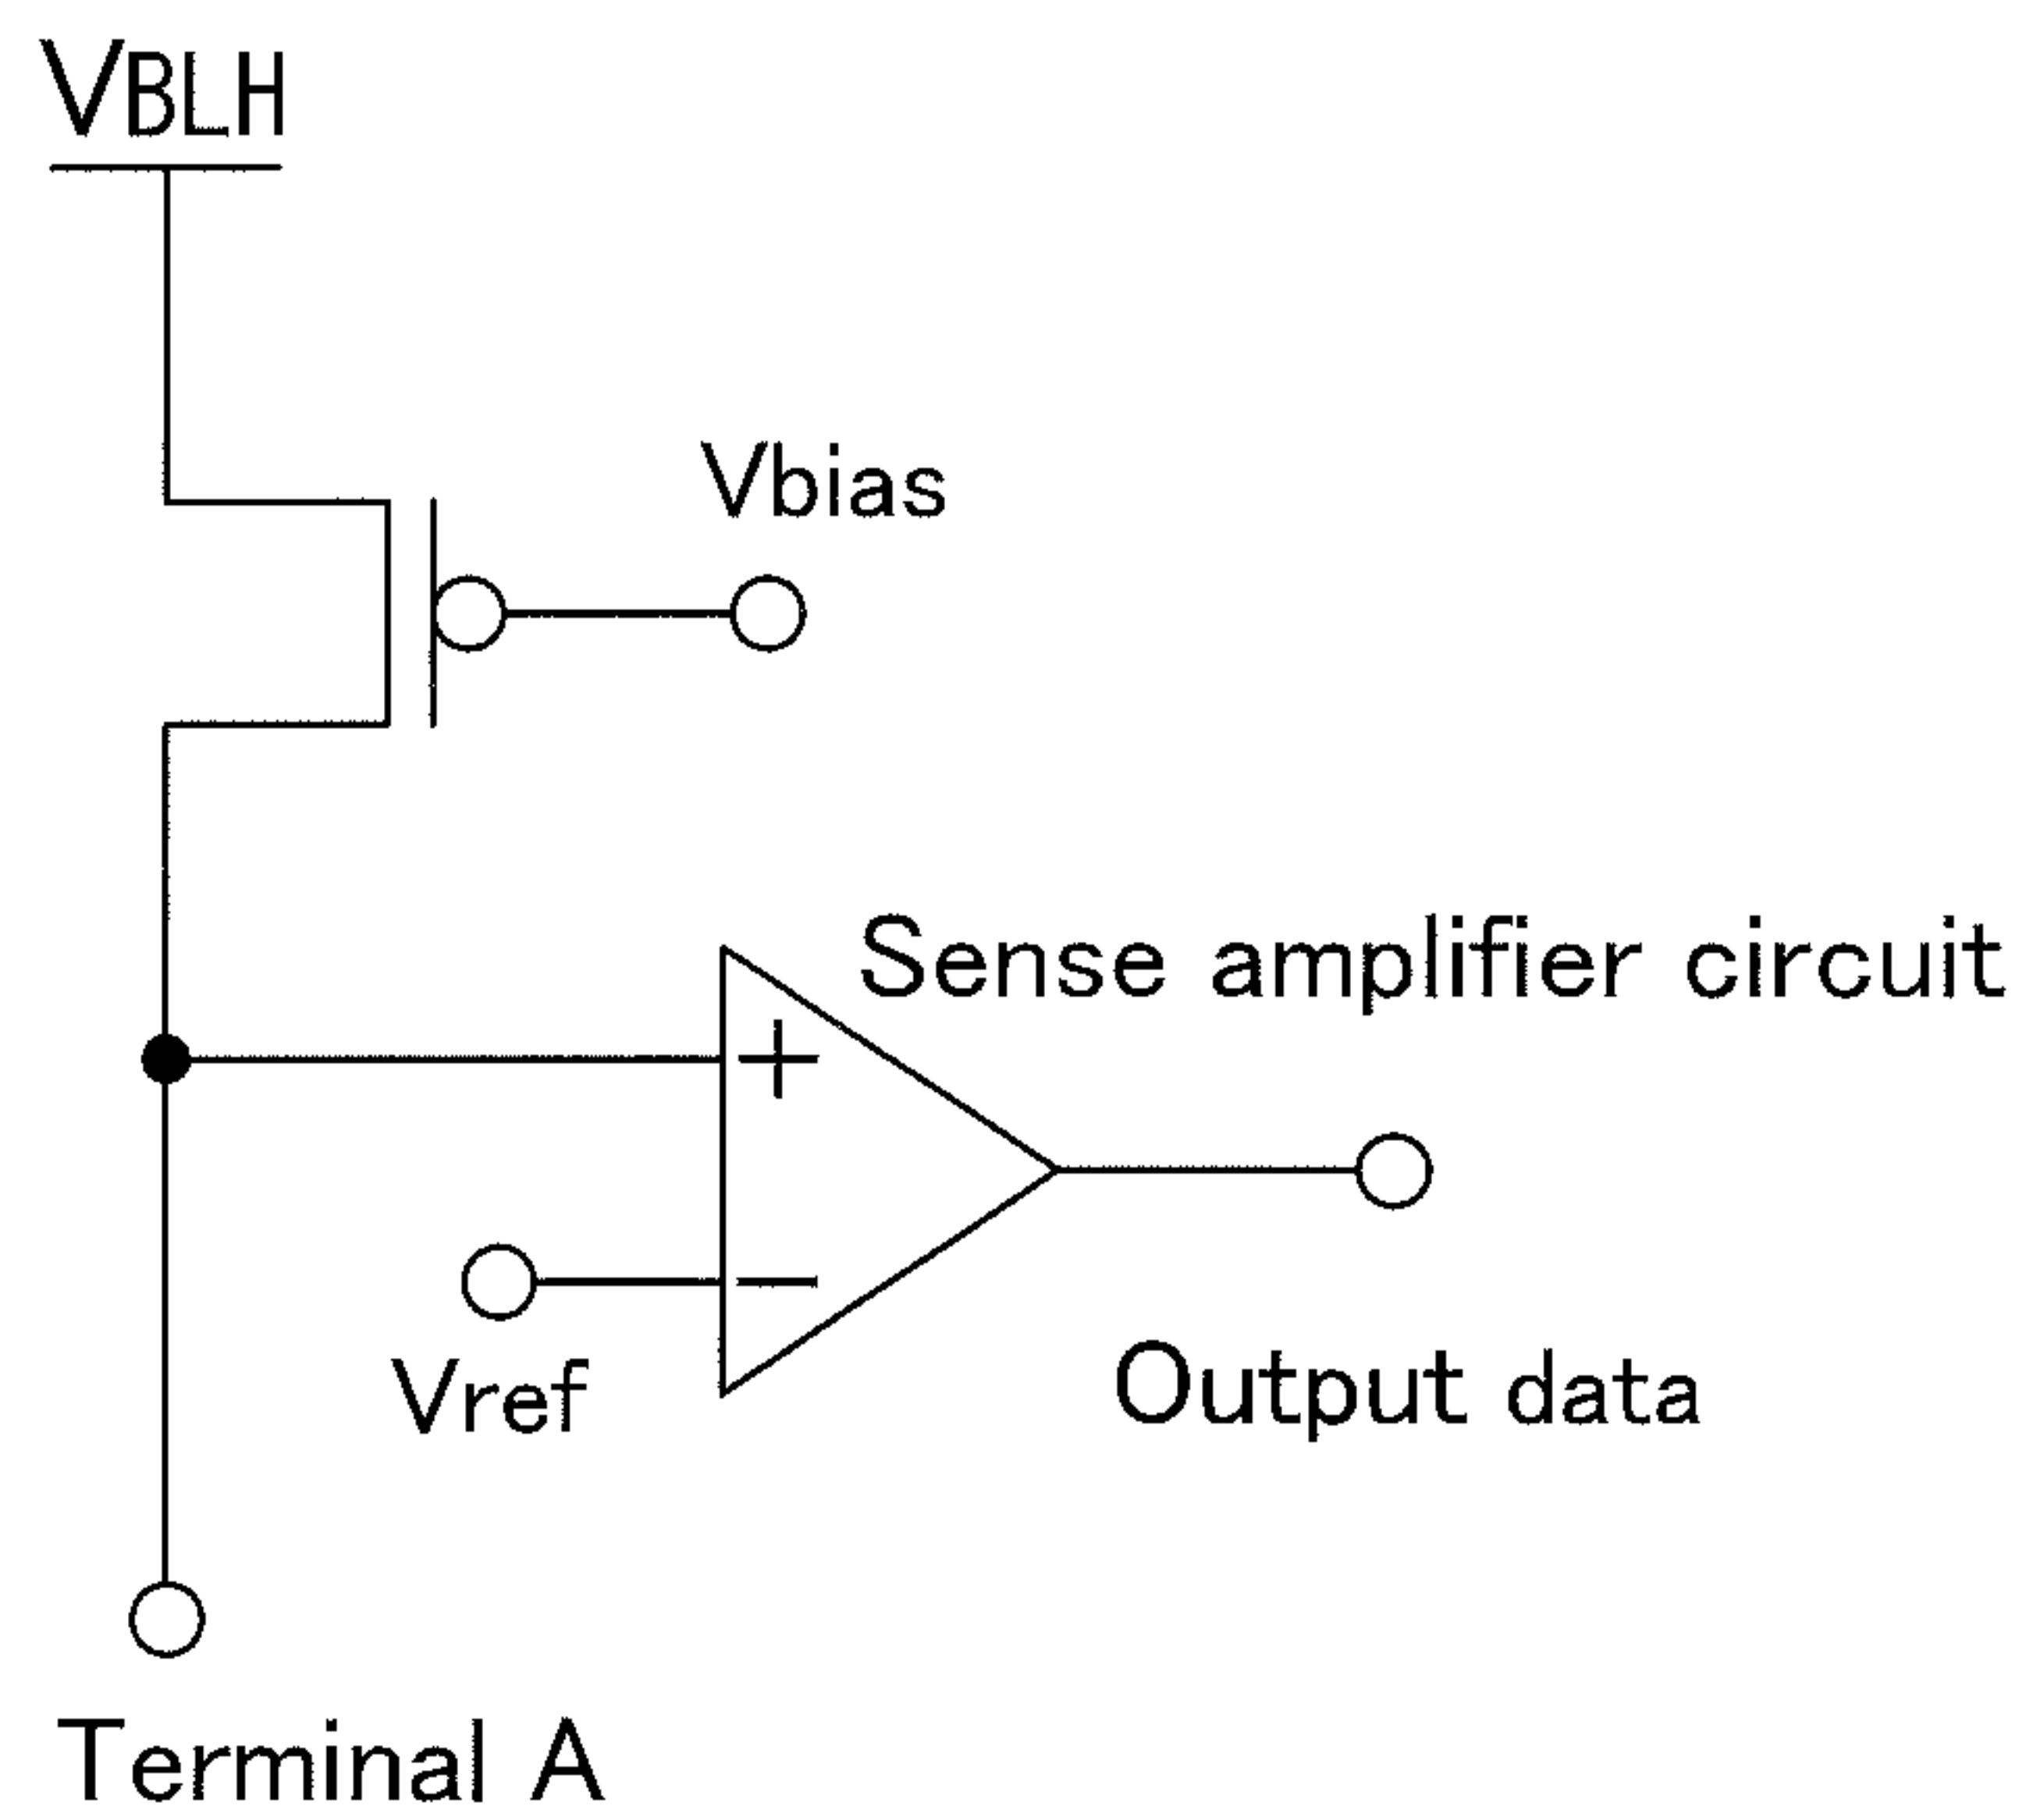 VBLH
Vbias
Sense amplifier circuit
+
−
Vref
Output data
Terminal A